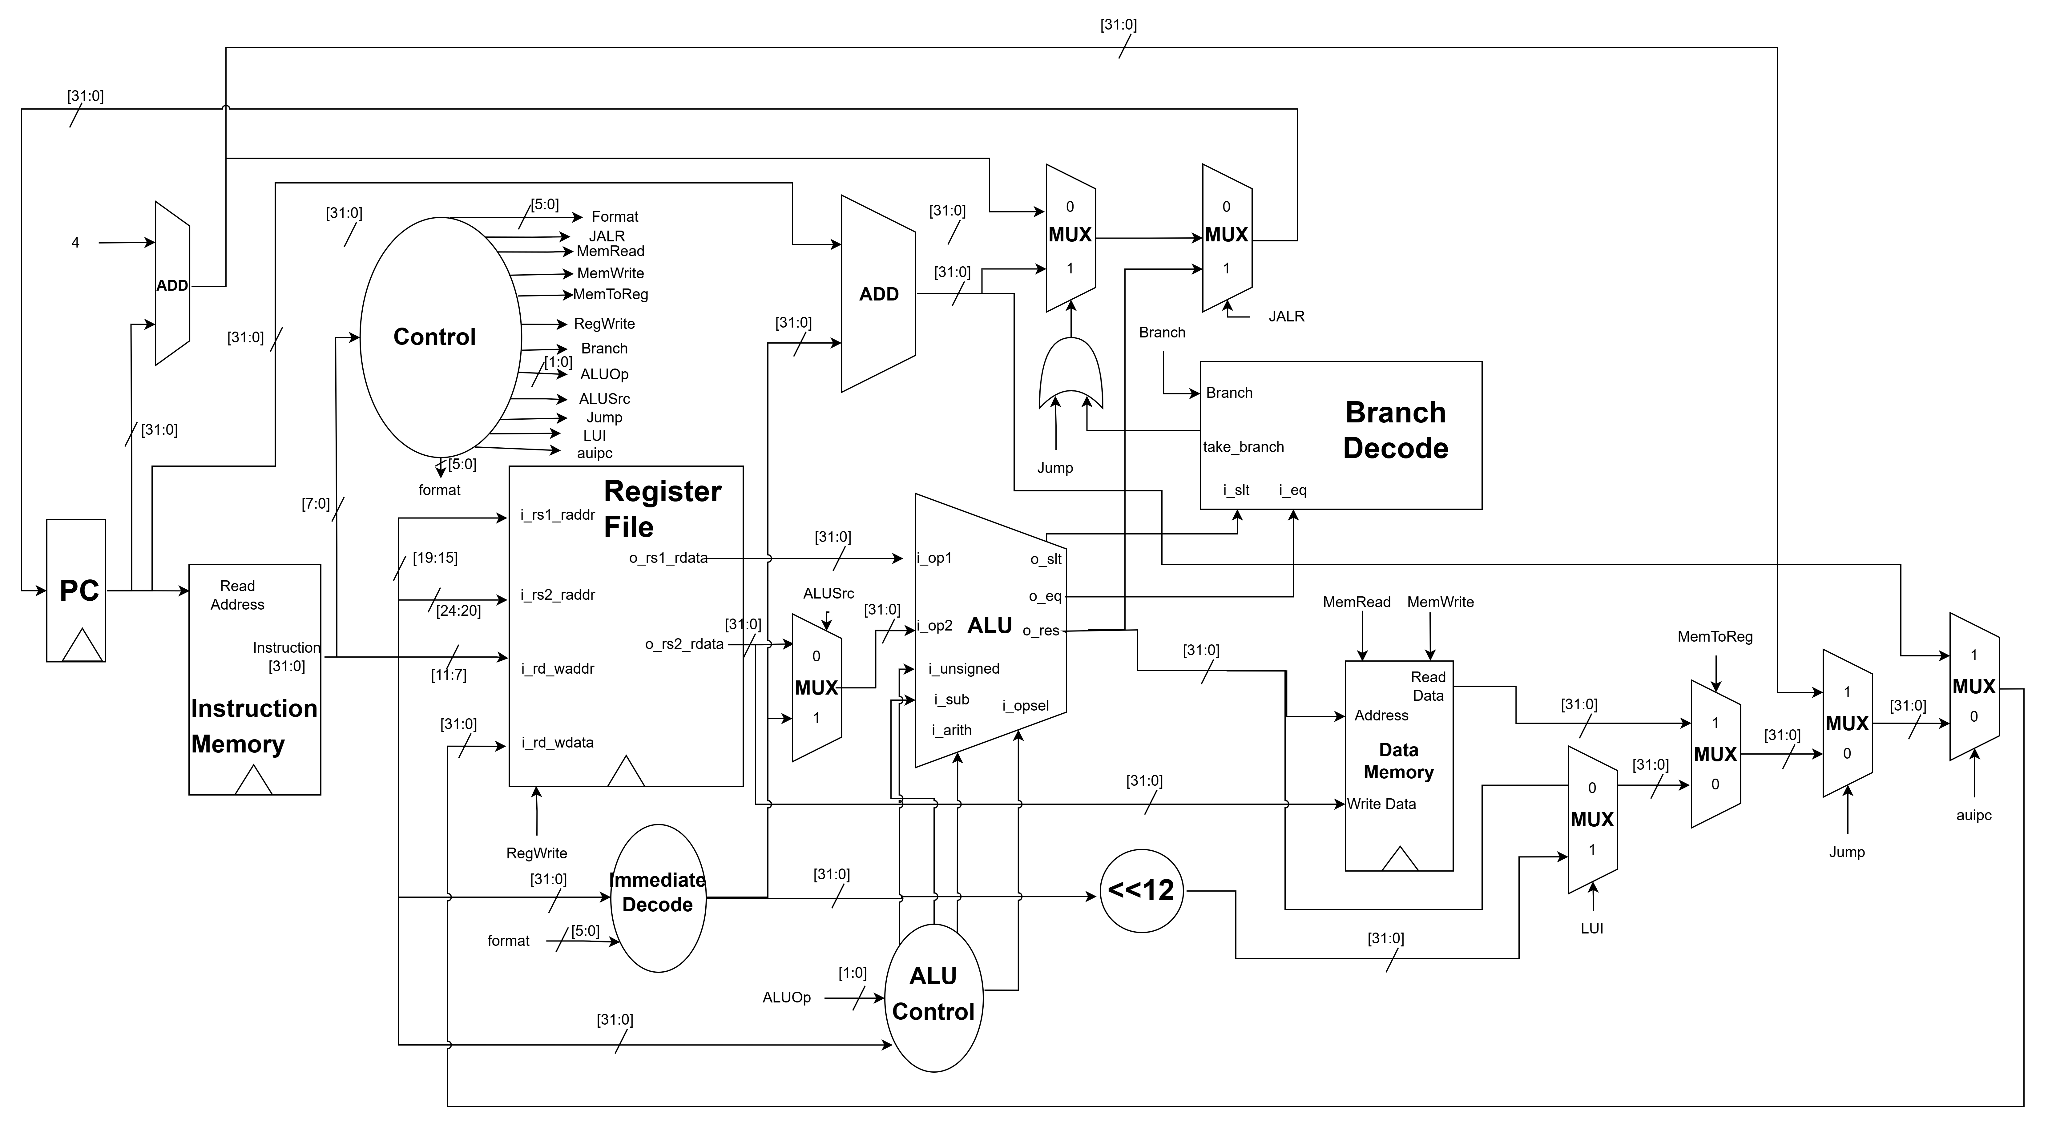 [31:0]
[31:0]
4
ADD
[31:0]
[31:0]
[31:0]
PC
Read
Address
Instruction
[31:0]
Instruction
Memory
[7:0]
Control
[5:0]
Format
JALR
MemRead
MemWrite
MemToReg
RegWrite
Branch
[1:0]
ALUOp
ALUSrc
Jump
LUI
auipc
[5:0]
format
[19:15]
[24:20]
[11:7]
[31:0]
Register
File
i_rs1_raddr
o_rs1_rdata
i_rs2_raddr
o_rs2_rdata
i_rd_waddr
i_rd_wdata
RegWrite
[31:0]
Immediate
Decode
format
[5:0]
[31:0]
[31:0]
ADD
[31:0]
[31:0]
0
MUX
1
0
MUX
1
JALR
Jump
Branch
Branch
take_branch
i_slt
i_eq
Branch
Decode
[31:0]
[31:0]
ALUSrc
0
MUX
1
[31:0]
i_op1
i_op2
ALU
i_unsigned
i_sub
i_arith
i_opsel
o_slt
o_eq
o_res
[31:0]
ALUOp
[1:0]
ALU
Control
[31:0]
<<12
[31:0]
[31:0]
[31:0]
MemRead
MemWrite
Read
Data
Address
Data
Memory
Write Data
[31:0]
0
MUX
1
LUI
[31:0]
MemToReg
1
MUX
0
[31:0]
1
MUX
0
Jump
[31:0]
1
MUX
0
auipc